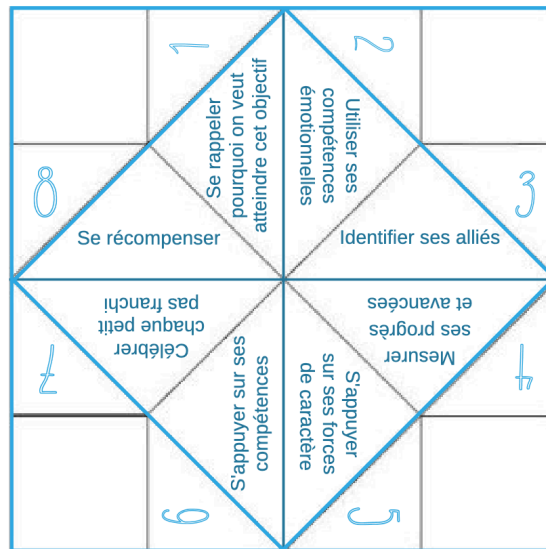 1
2
Se rappeler
pourquoi on veut
atteindre cet objectif
Utiliser ses
compétences
émotionnelles
8
3
Se récompenser
Identifier ses alliés
Célébrer
chaque petit
pas franchi
Mesurer
ses progrès
et avancées
7
4
S'appuyer sur ses
compétences
S'appuyer
sur ses forces
de caractère
6
5